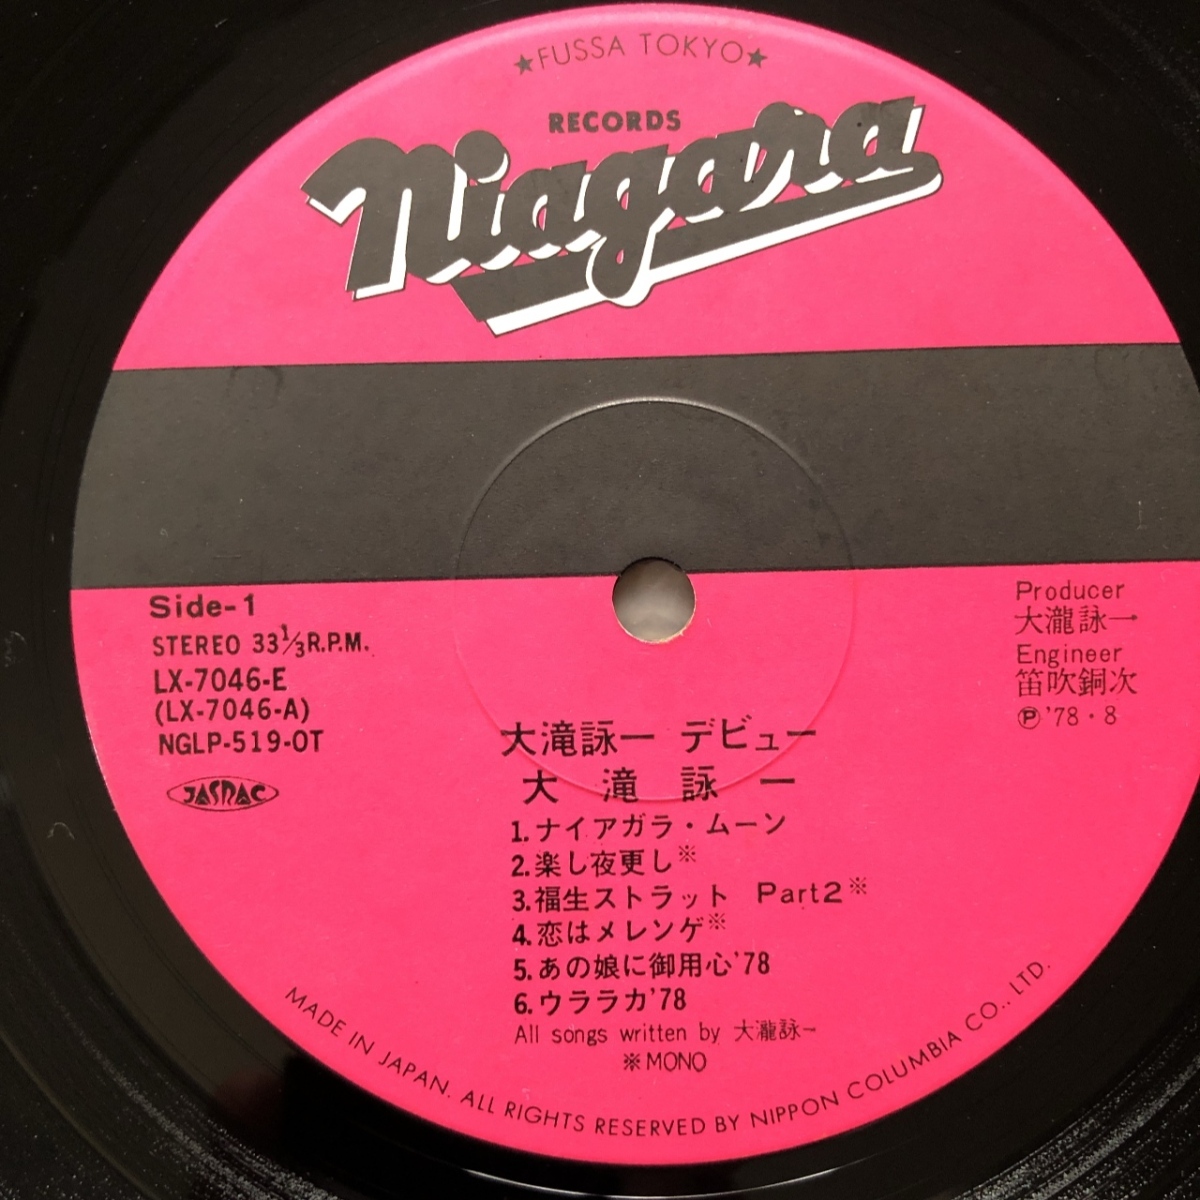 ★FUSSA TOKYO★
RECORDS
Niagara
Side-1
STEREO 33⅓R.P.M.
LX-7046-E
(LX-7046-A)
NGLP-519-OT
JASRAC
Producer
大瀧詠一
Engineer
笛吹銅次
Ⓟ'78・8
大滝詠一 デビュー
大滝詠一
1.ナイアガラ・ムーン
2.楽し夜更し※
3.福生ストラット Part2※
4.恋はメレンゲ※
5.あの娘に御用心'78
6.ウララカ'78
All songs written by 大瀧詠一
※MONO
MADE IN JAPAN. ALL RIGHTS RESERVED BY NIPPON COLUMBIA CO., LTD.